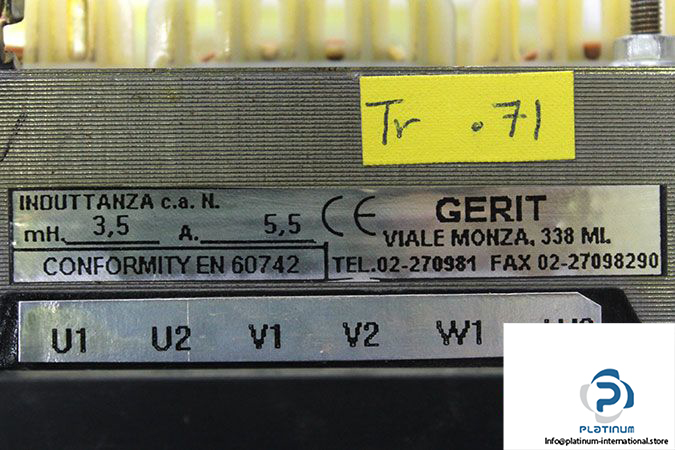 Tr .71
INDUTTANZA c.a. N.
mH. 3,5 A. 5,5
CONFORMITY EN 60742
CE
GERIT
VIALE MONZA, 338 MI.
TEL.02-270981 FAX 02-27098290
U1 U2 V1 V2 W1
PLATINUM
Info@platinum-international.store